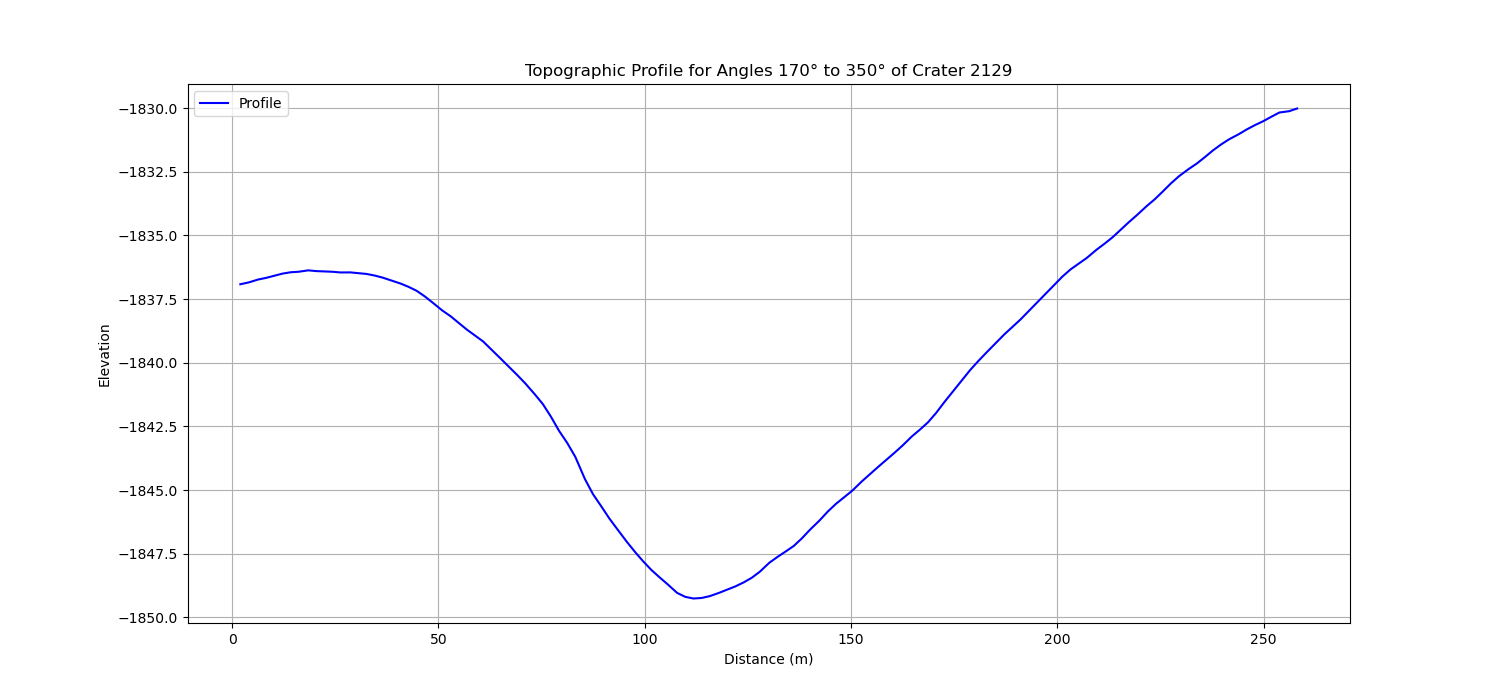 Topographic Profile for Angles 170° to 350° of Crater 2129
Profile
−1830.0
−1832.5
−1835.0
−1837.5
−1840.0
−1842.5
−1845.0
−1847.5
−1850.0
Elevation
0 50 100 150 200 250
Distance (m)